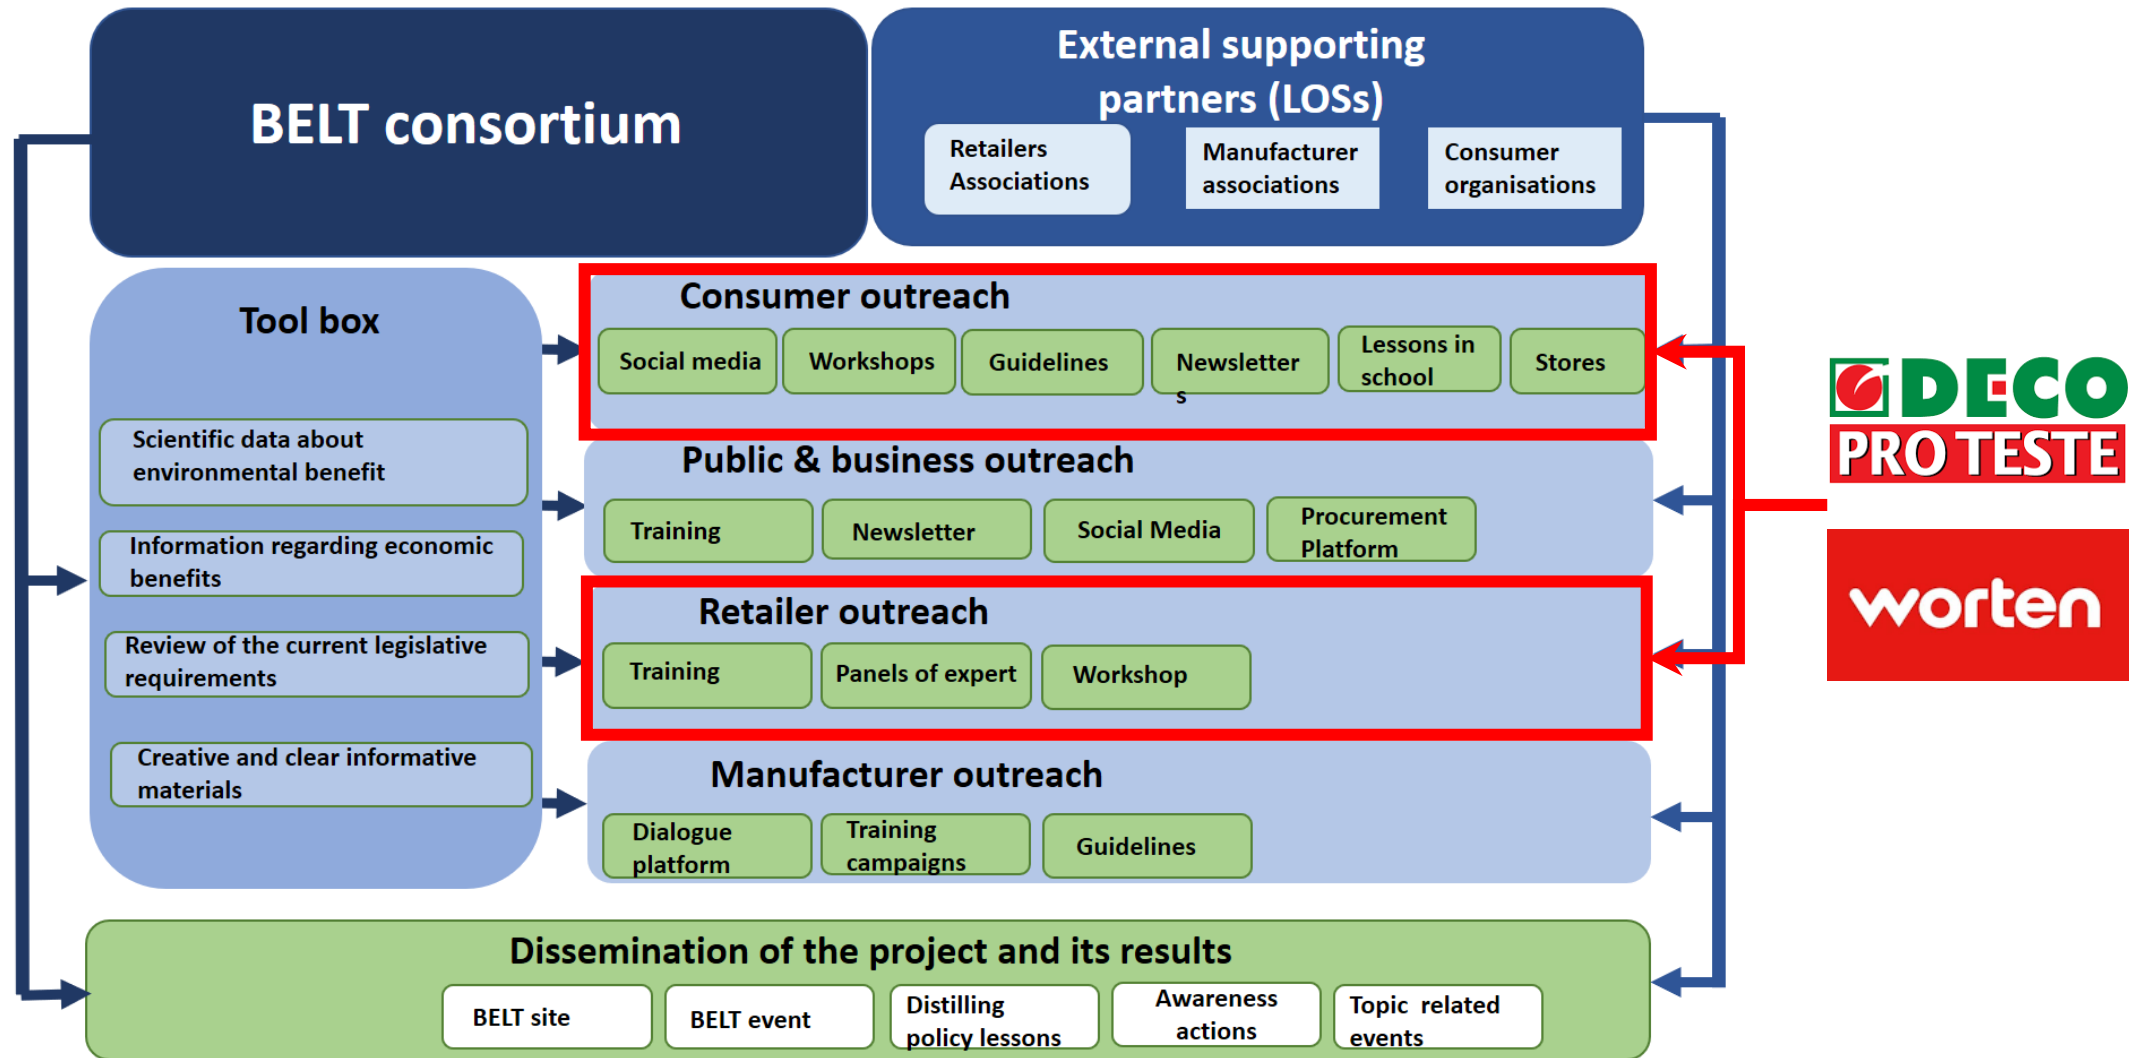 BELT consortium
External supporting
partners (LOSs)
Retailers
Associations
Manufacturer
associations
Consumer
organisations
Tool box
Scientific data about
environmental benefit
Information regarding economic
benefits
Review of the current legislative
requirements
Creative and clear informative
materials
Consumer outreach
Social media
Workshops
Guidelines
Newsletter
s
Lessons in
school
Stores
Public & business outreach
Training
Newsletter
Social Media
Procurement
Platform
Retailer outreach
Training
Panels of expert
Workshop
Manufacturer outreach
Dialogue
platform
Training
campaigns
Guidelines
DECO
PROTESTE
worten
Dissemination of the project and its results
BELT site
BELT event
Distilling
policy lessons
Awareness
actions
Topic related
events